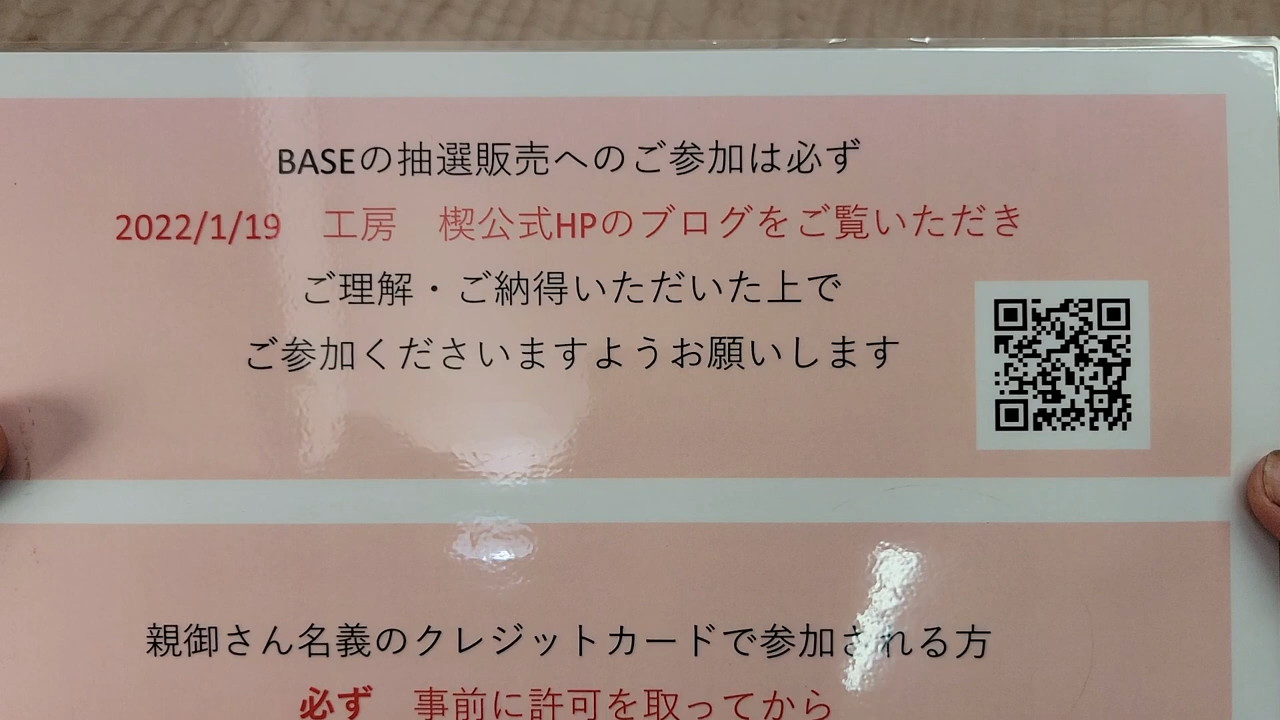 BASEの抽選販売へのご参加は必ず
2022/1/19　工房　楔公式HPのブログをご覧いただき
ご理解・ご納得いただいた上で
ご参加くださいますようお願いします
親御さん名義のクレジットカードで参加される方
必ず　事前に許可を取ってから